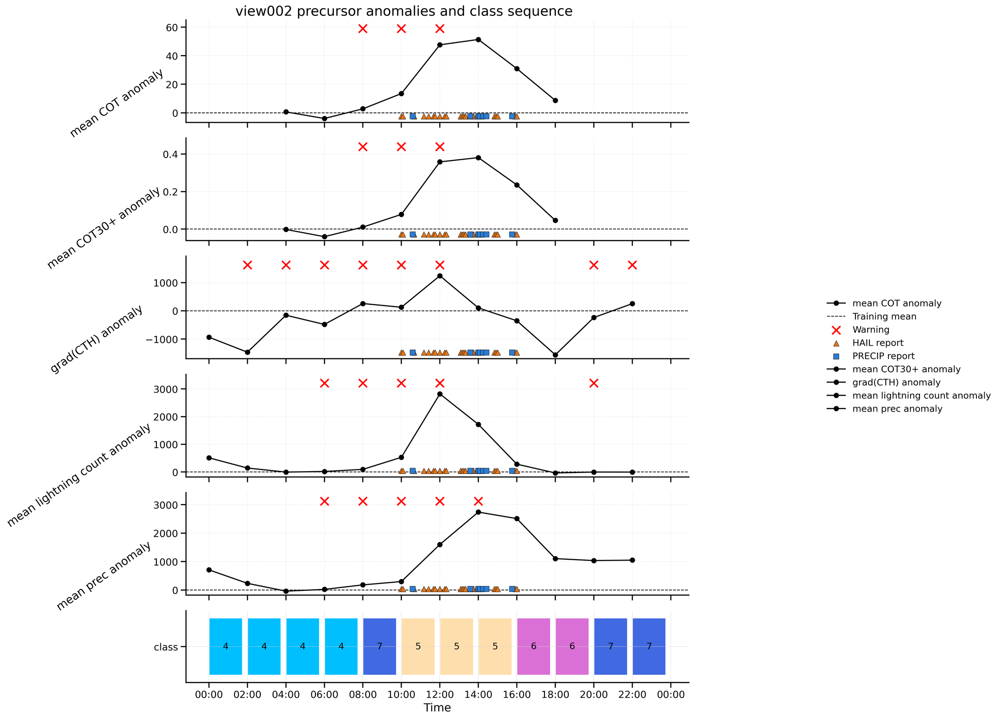 view002 precursor anomalies and class sequence
60
40
20
0
mean COT anomaly
0.4
0.2
0.0
mean COT30+ anomaly
1000
0
−1000
grad(CTH) anomaly
3000
2000
1000
0
mean lightning count anomaly
3000
2000
1000
0
mean prec anomaly
class
4 4 4 4 7 5 5 5 6 6 7 7
00:00 02:00 04:00 06:00 08:00 10:00 12:00 14:00 16:00 18:00 20:00 22:00 00:00
Time
mean COT anomaly
Training mean
Warning
HAIL report
PRECIP report
mean COT30+ anomaly
grad(CTH) anomaly
mean lightning count anomaly
mean prec anomaly